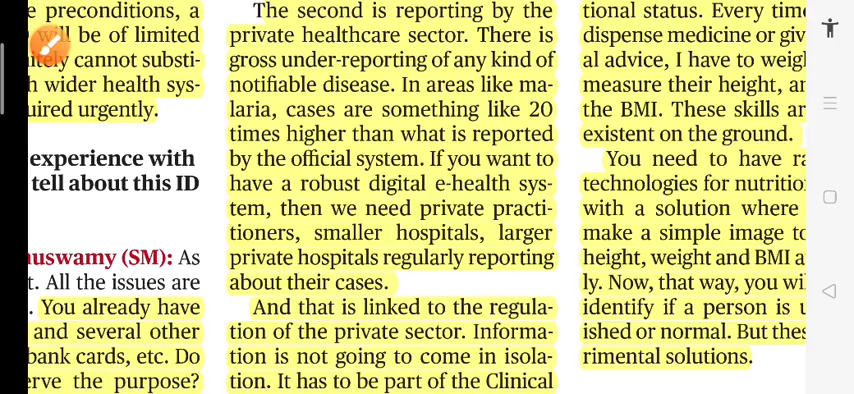 e preconditions, a
will be of limited
cannot substi-
h wider health sys-
uired urgently.
experience with
tell about this ID
uswamy (SM): As
t. All the issues are
. You already have
and several other
bank cards, etc. Do
erve the purpose?
The second is reporting by the
private healthcare sector. There is
gross under-reporting of any kind of
notifiable disease. In areas like ma-
laria, cases are something like 20
times higher than what is reported
by the official system. If you want to
have a robust digital e-health sys-
tem, then we need private practi-
tioners, smaller hospitals, larger
private hospitals regularly reporting
about their cases.
And that is linked to the regula-
tion of the private sector. Informa-
tion is not going to come in isola-
tion. It has to be part of the Clinical
tional status. Every time
dispense medicine or giv
al advice, I have to weigh
measure their height, an
the BMI. These skills ar
existent on the ground.
You need to have ra
technologies for nutritio
with a solution where
make a simple image to
height, weight and BMI a
ly. Now, that way, you wi
identify if a person is u
ished or normal. But thes
rimental solutions.